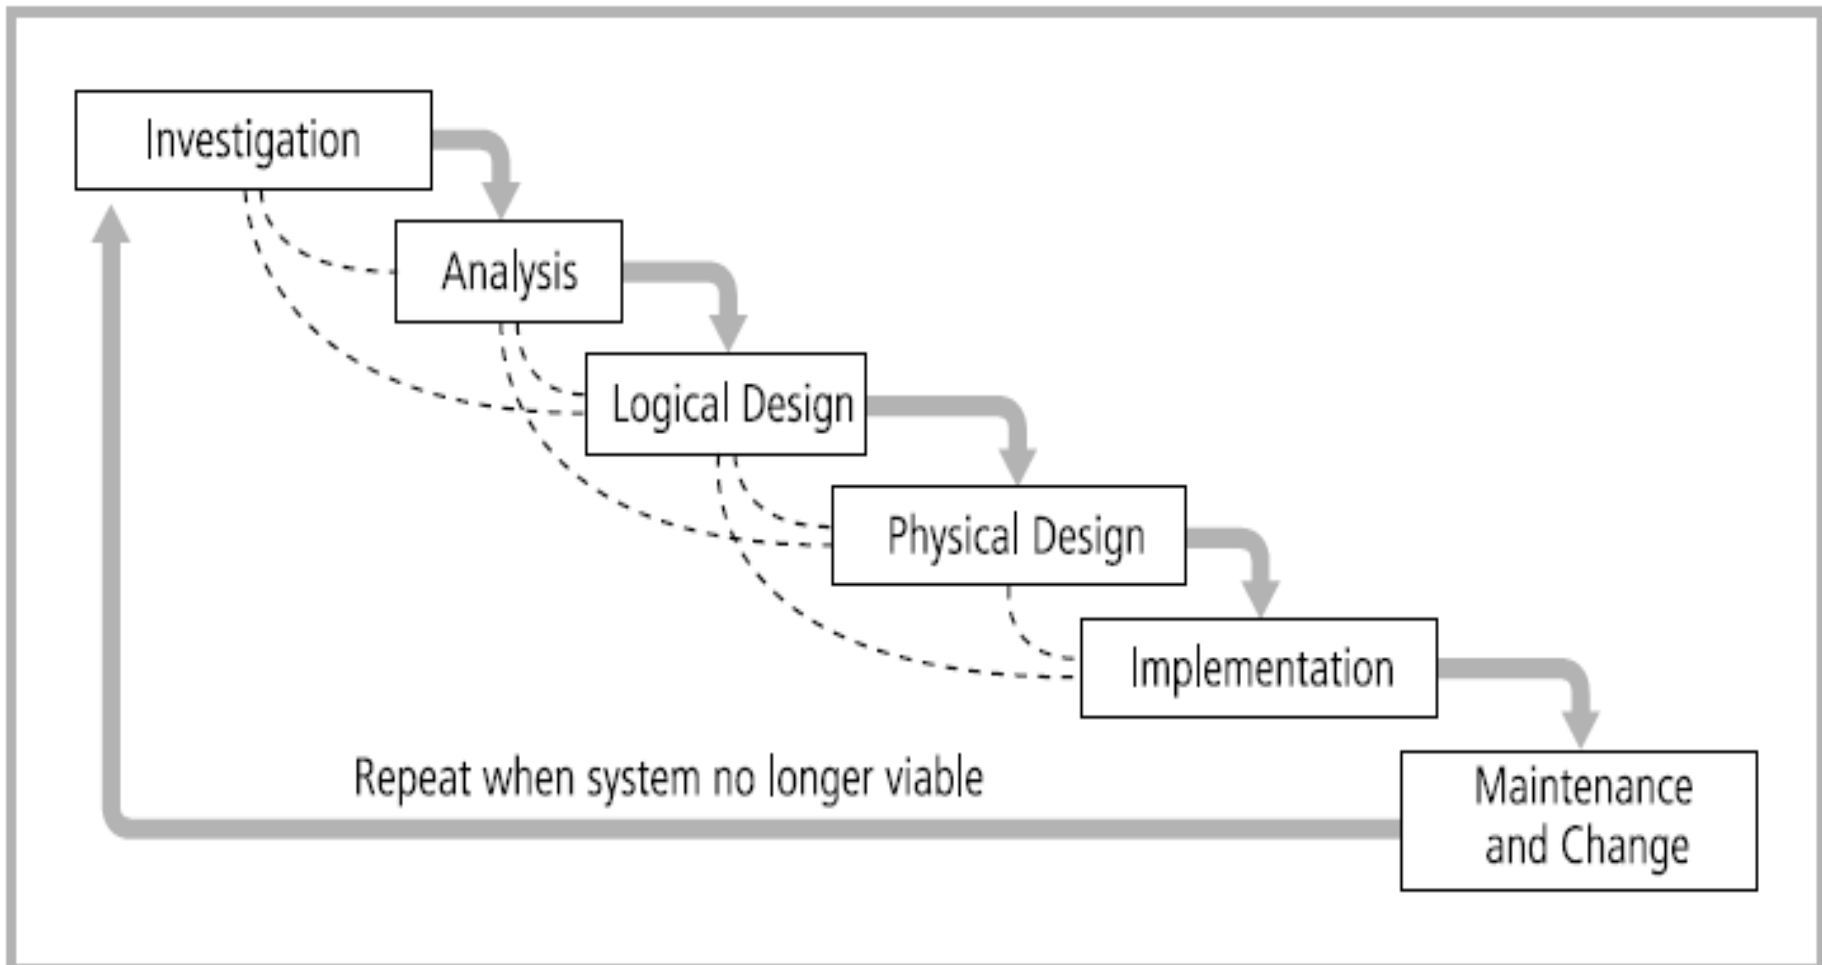 Investigation
Analysis
Logical Design
Physical Design
Implementation
Repeat when system no longer viable
Maintenance
and Change